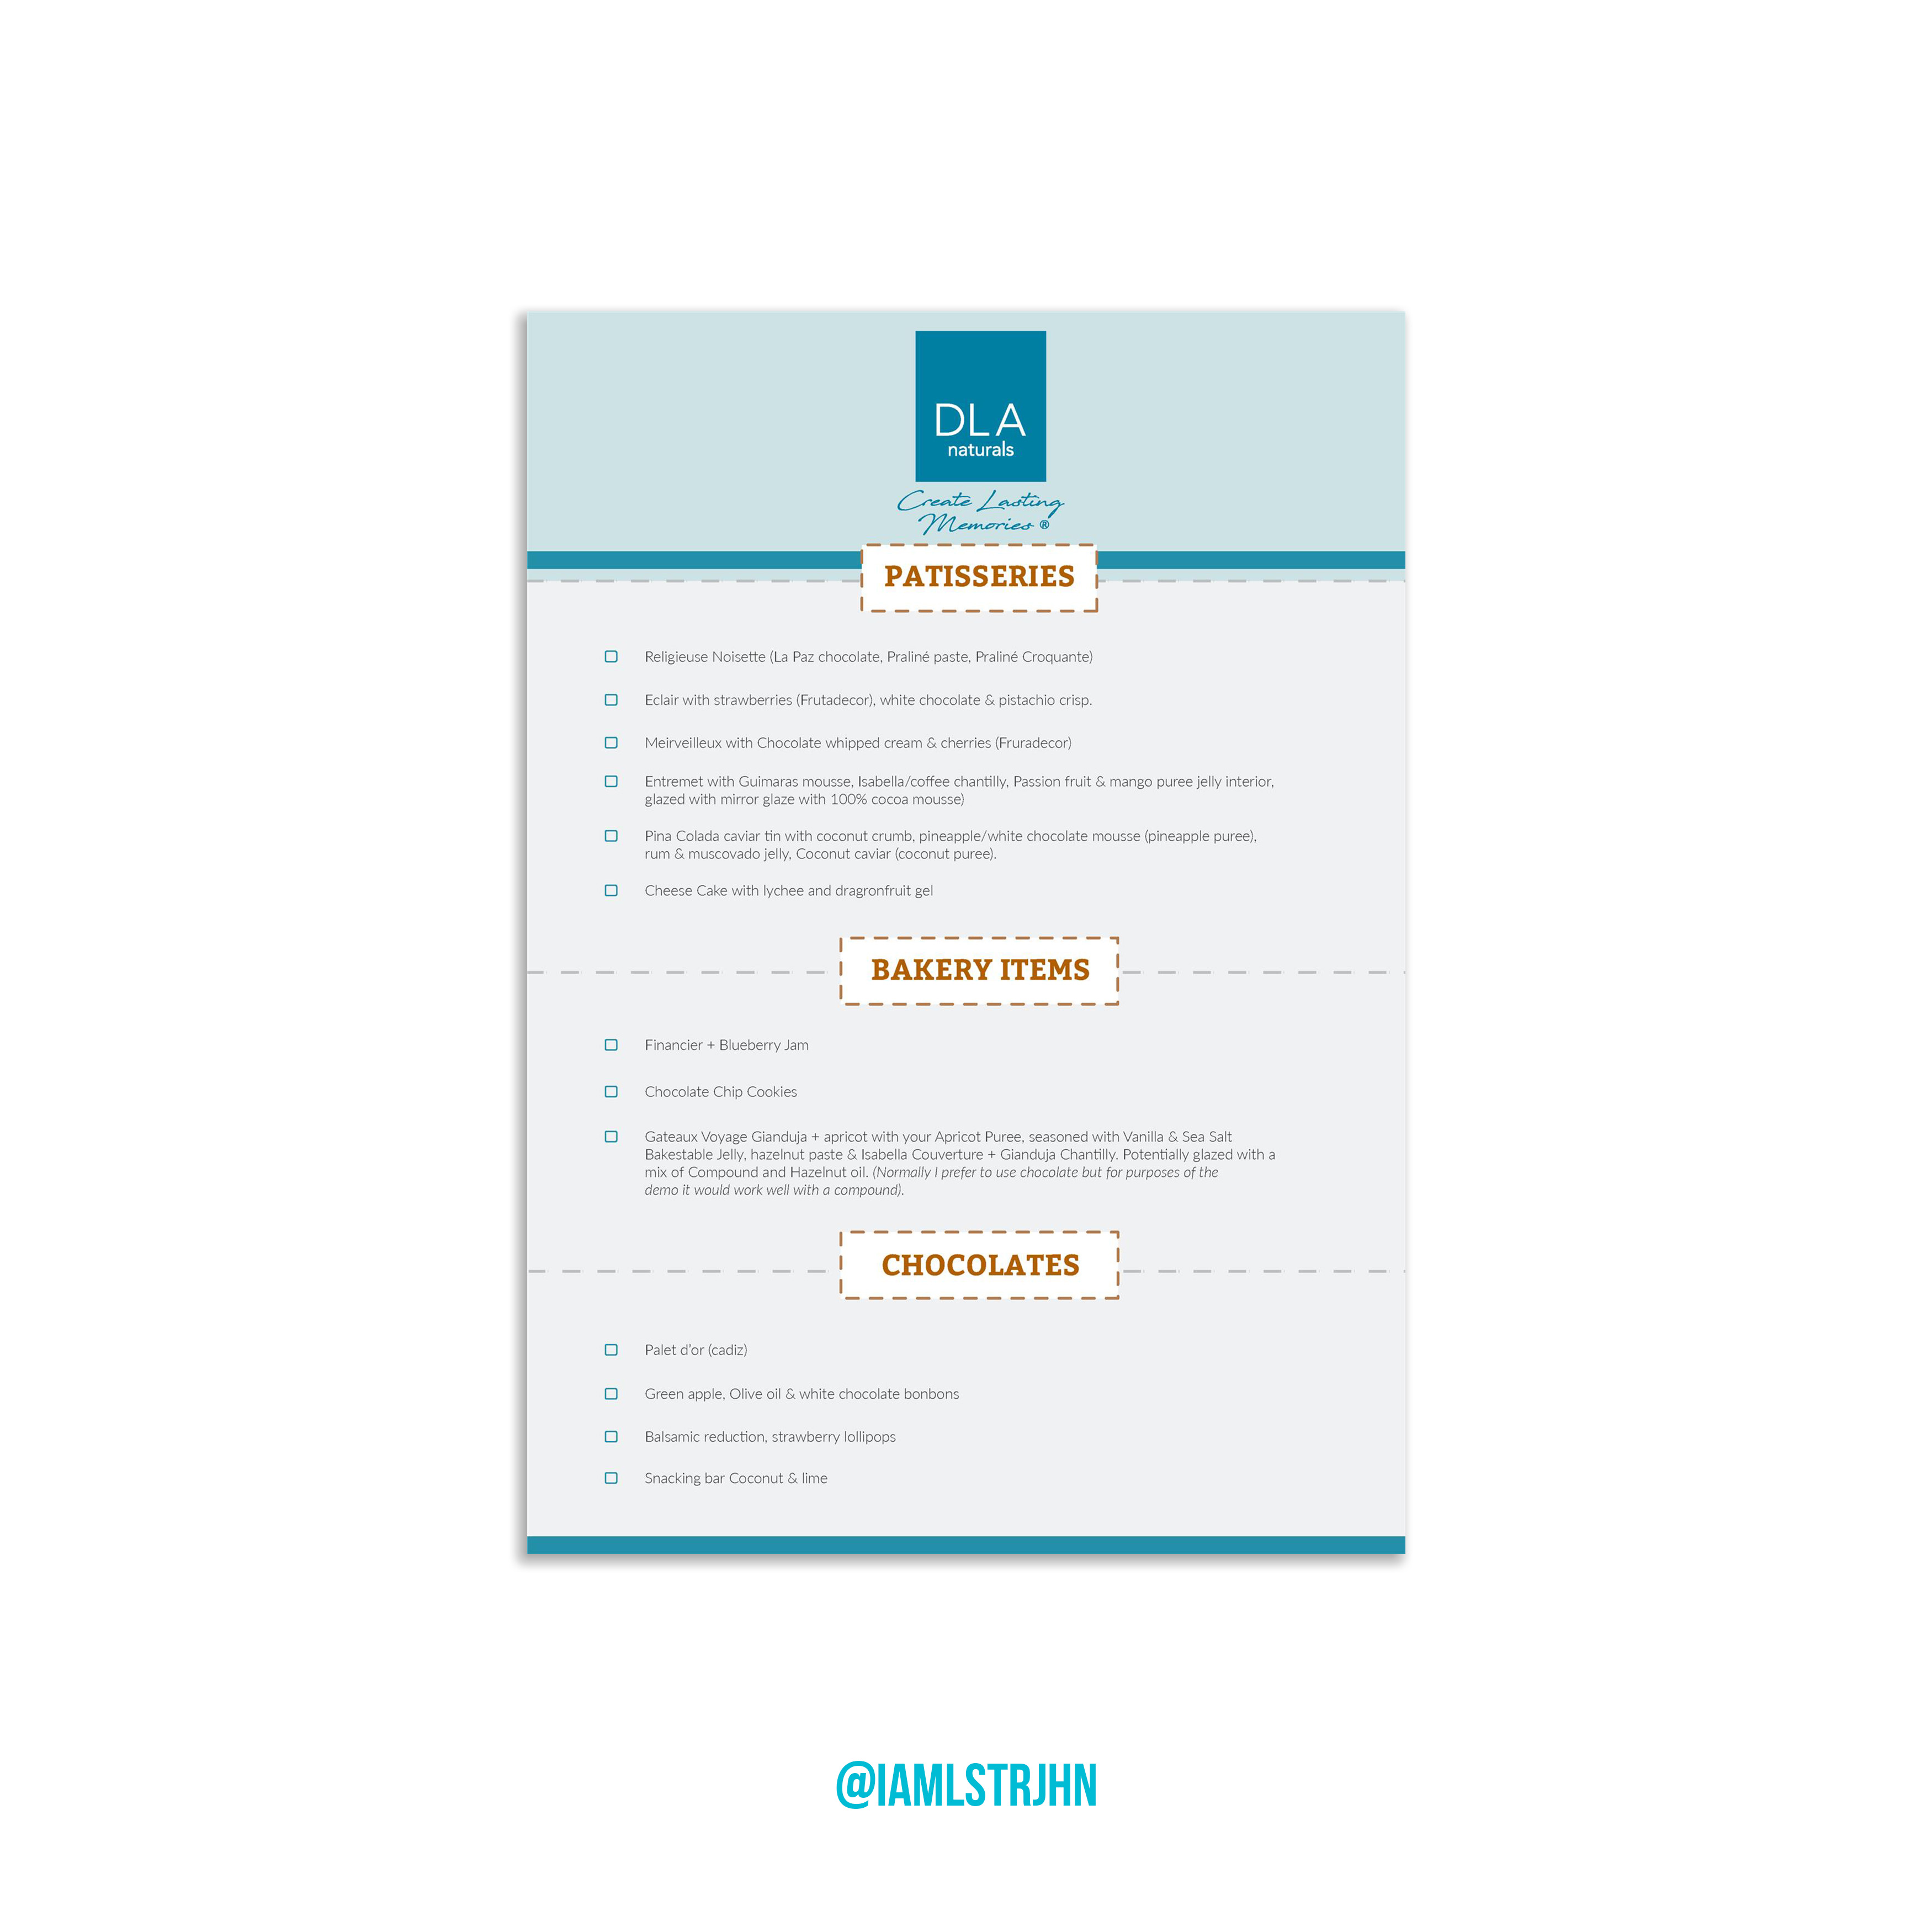 DLA
naturals
Create Lasting
Memories ®
PATISSERIES
Religieuse Noisette (La Paz chocolate, Praliné paste, Praliné Croquante)
Eclair with strawberries (Frutadecor), white chocolate & pistachio crisp.
Meirveilleux with Chocolate whipped cream & cherries (Fruradecor)
Entremet with Guimaras mousse, Isabella/coffee chantilly, Passion fruit & mango puree jelly interior,
glazed with mirror glaze with 100% cocoa mousse)
Pina Colada caviar tin with coconut crumb, pineapple/white chocolate mousse (pineapple puree),
rum & muscovado jelly, Coconut caviar (coconut puree).
Cheese Cake with lychee and dragronfruit gel
BAKERY ITEMS
Financier + Blueberry Jam
Chocolate Chip Cookies
Gateaux Voyage Gianduja + apricot with your Apricot Puree, seasoned with Vanilla & Sea Salt
Bakestable Jelly, hazelnut paste & Isabella Couverture + Gianduja Chantilly. Potentially glazed with a
mix of Compound and Hazelnut oil. (Normally I prefer to use chocolate but for purposes of the
demo it would work well with a compound).
CHOCOLATES
Palet d'or (cadiz)
Green apple, Olive oil & white chocolate bonbons
Balsamic reduction, strawberry lollipops
Snacking bar Coconut & lime
@IAMLSTRJHN